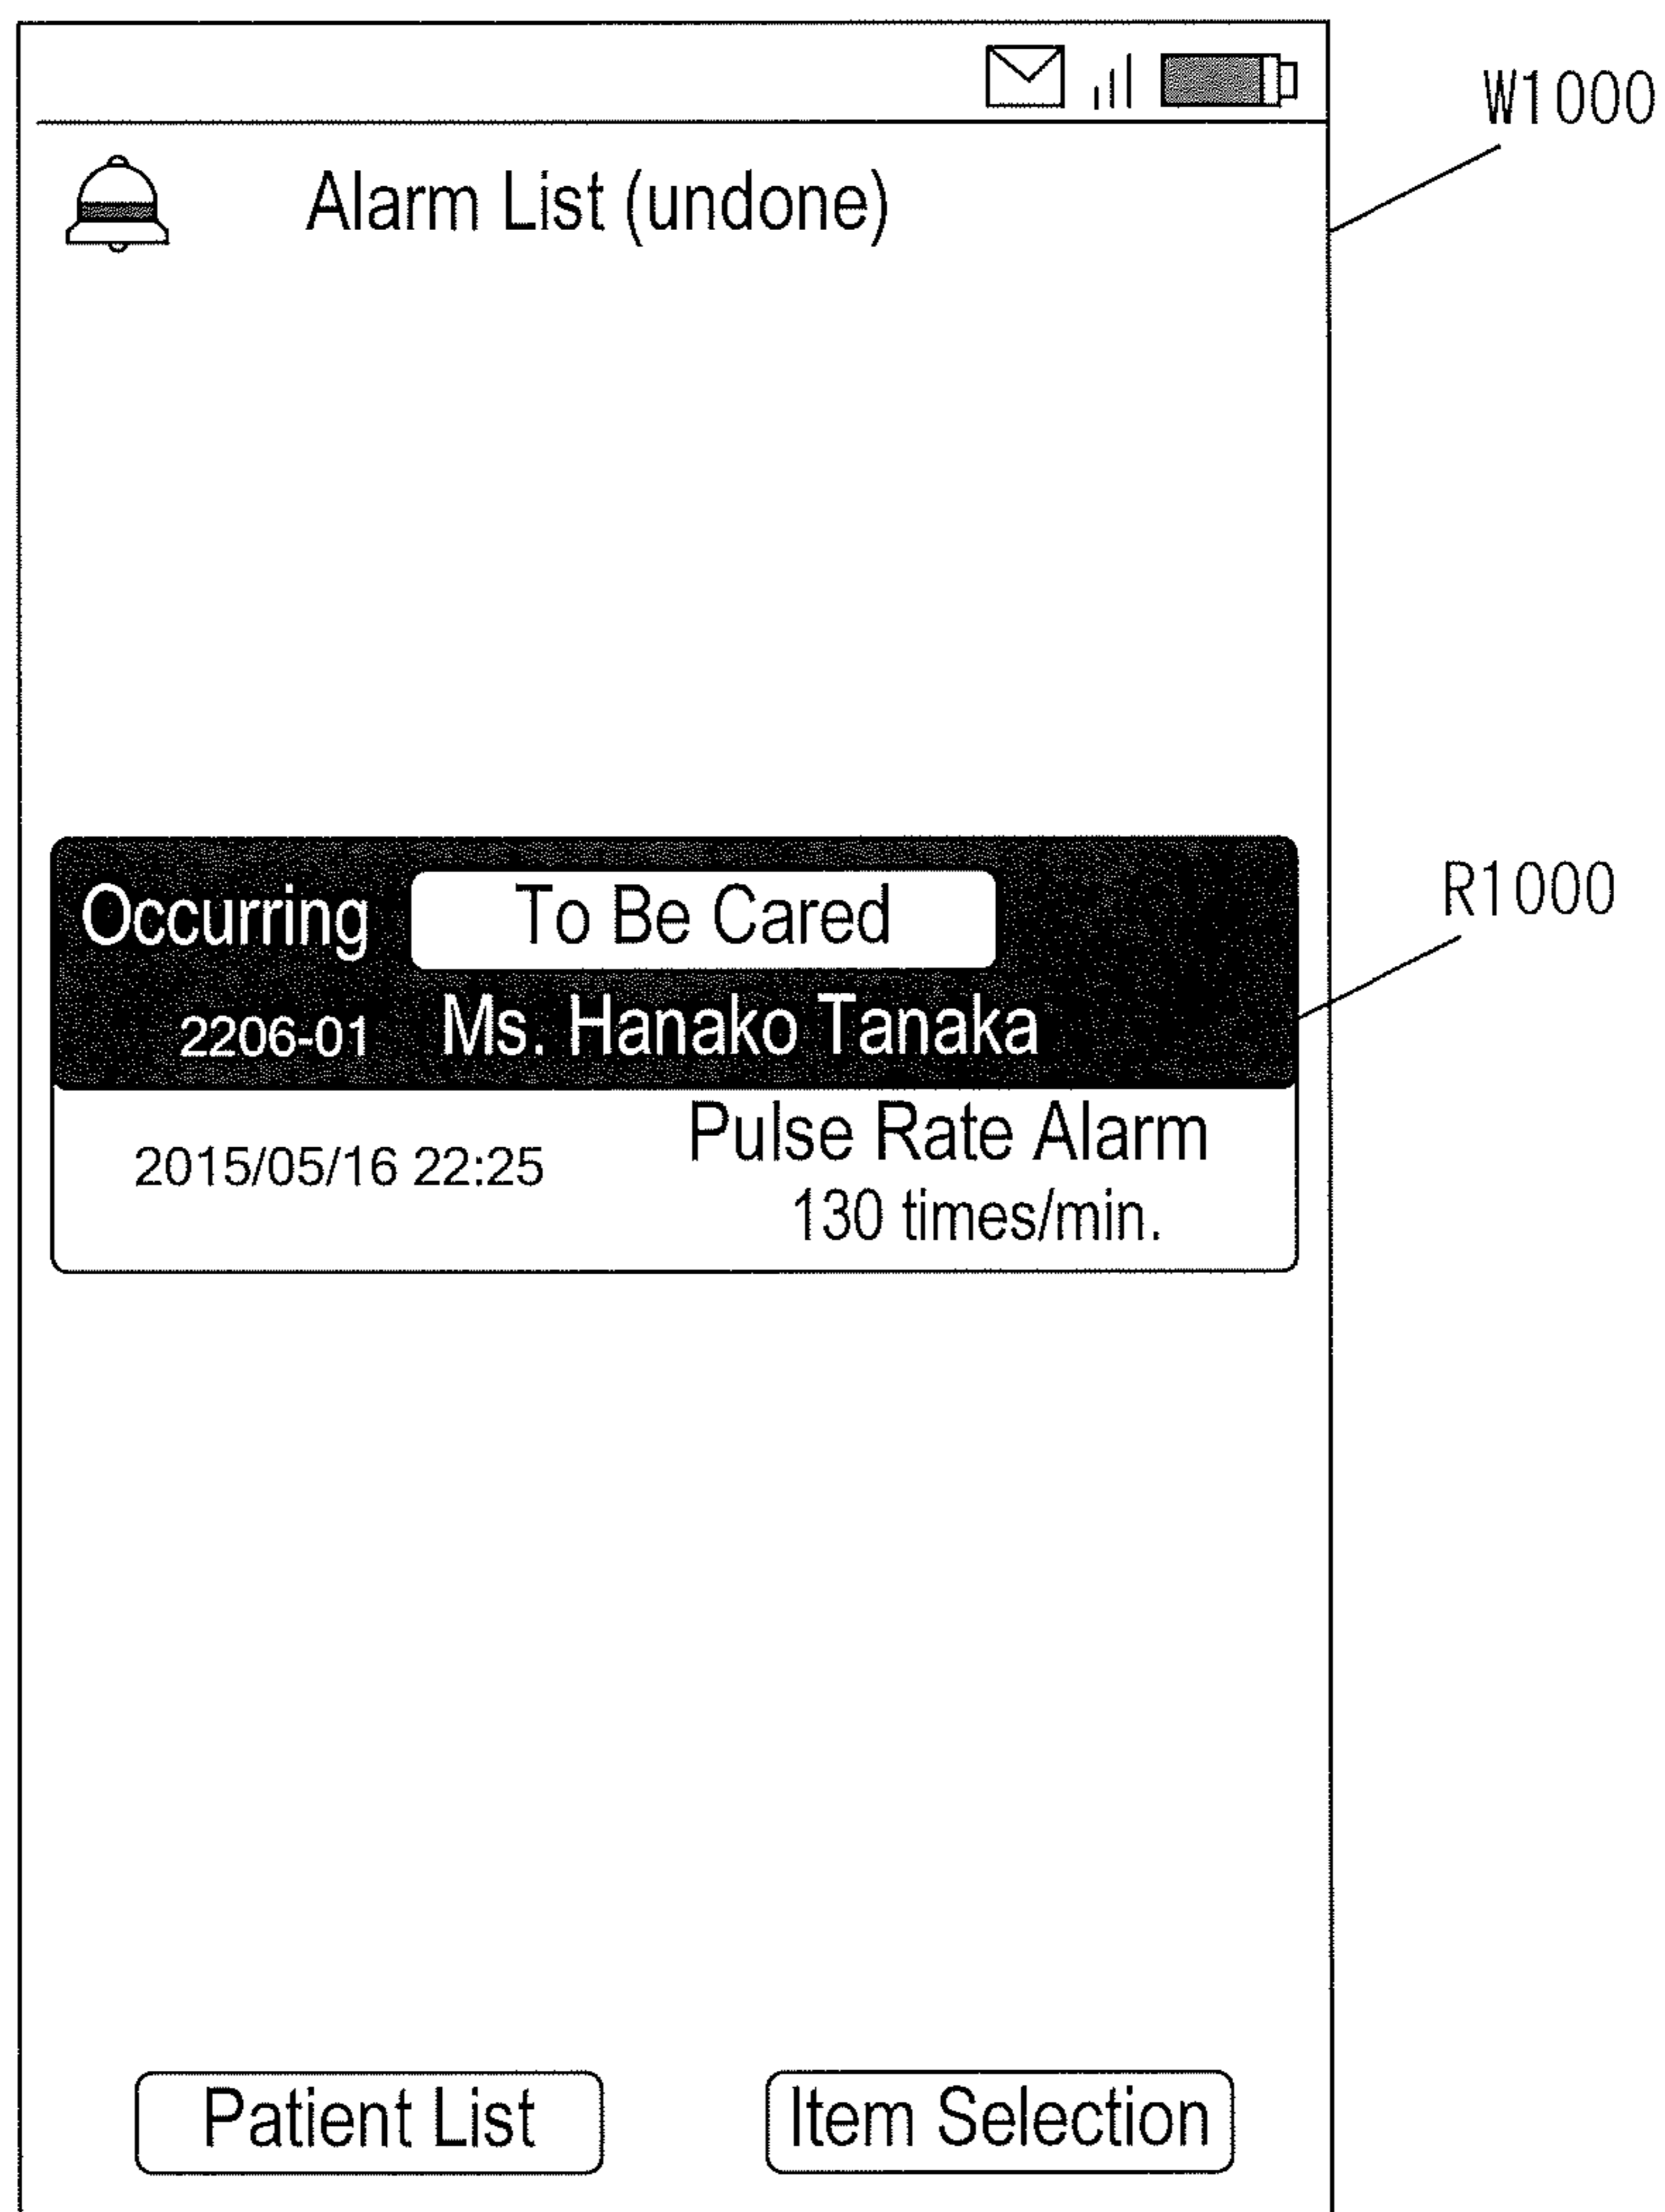 W1000
Alarm List (undone)
R1000
Occurring To Be Cared
2206-01 Ms. Hanako Tanaka
2015/05/16 22:25 Pulse Rate Alarm
130 times/min.
Patient List Item Selection